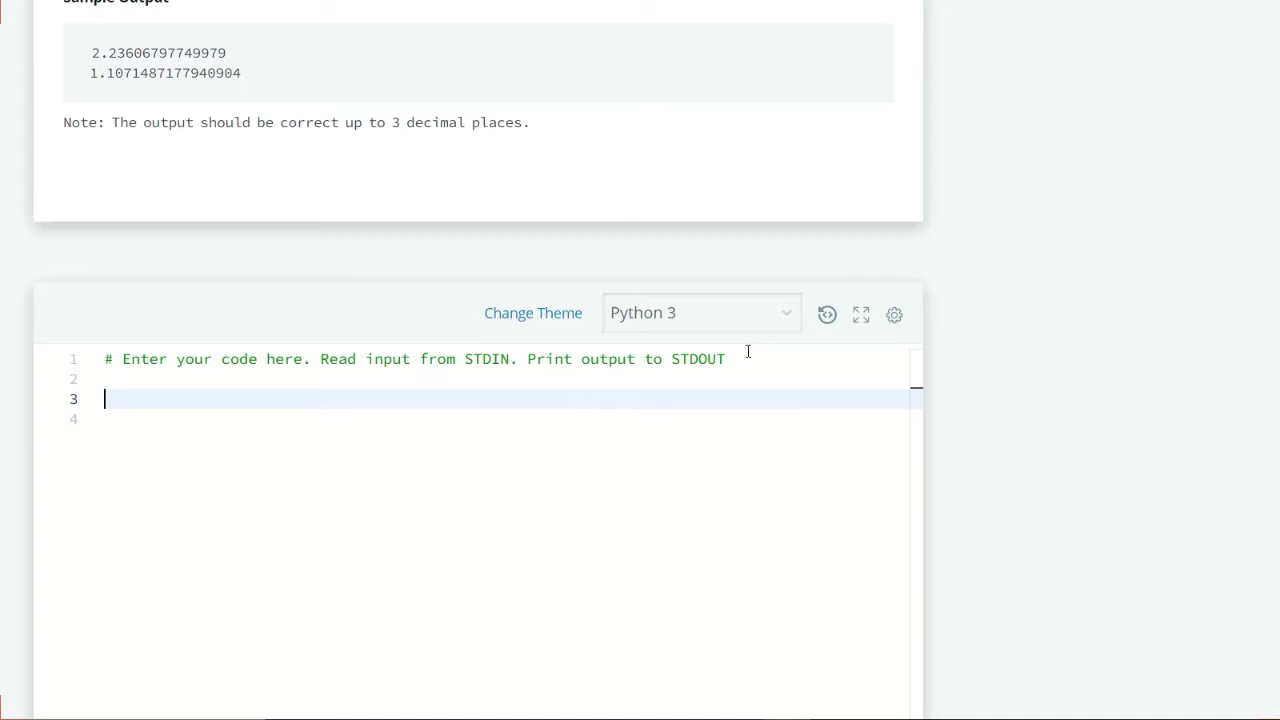 Sample Output
2.23606797749979
1.1071487177940904
Note: The output should be correct up to 3 decimal places.
Change Theme
Python 3
1 # Enter your code here. Read input from STDIN. Print output to STDOUT
2
3
4